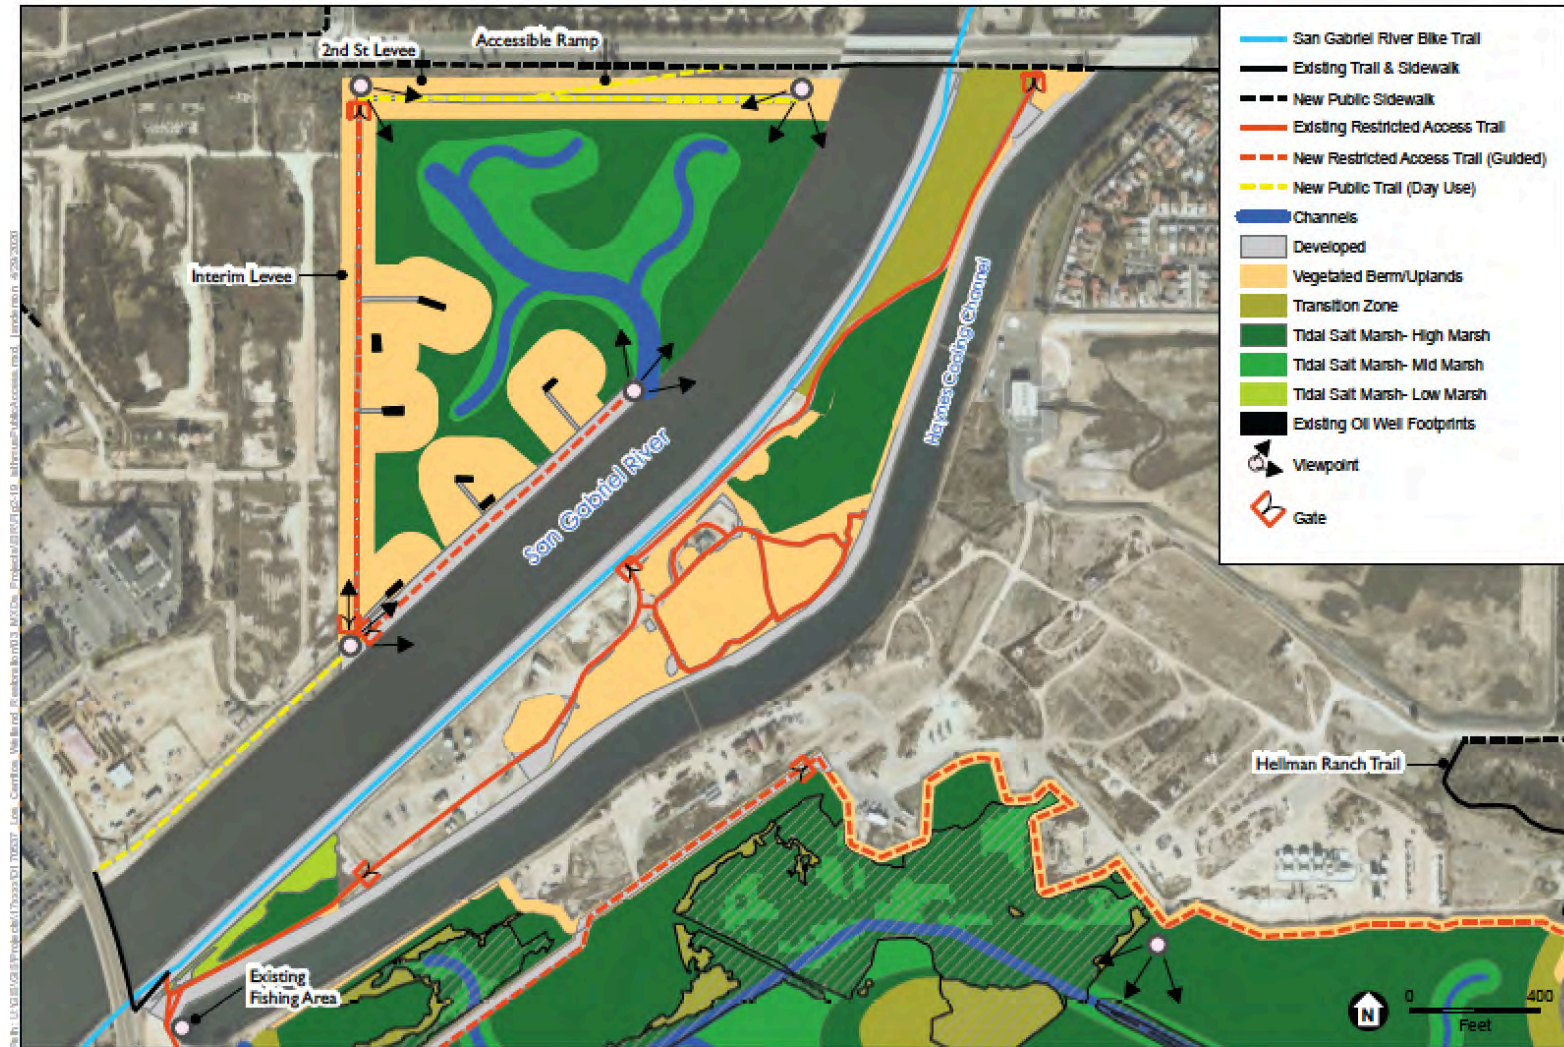 2nd St Levee
Accessible Ramp
Interim Levee
San Gabriel River
Haynes Cooling Channel
Hellman Ranch Trail
Existing
Fishing Area
San Gabriel River Bike Trail
Existing Trail & Sidewalk
New Public Sidewalk
Existing Restricted Access Trail
New Restricted Access Trail (Guided)
New Public Trail (Day Use)
Channels
Developed
Vegetated Berm/Uplands
Transition Zone
Tidal Salt Marsh- High Marsh
Tidal Salt Marsh- Mid Marsh
Tidal Salt Marsh- Low Marsh
Existing Oil Well Footprints
Viewpoint
Gate
N
0 400
Feet